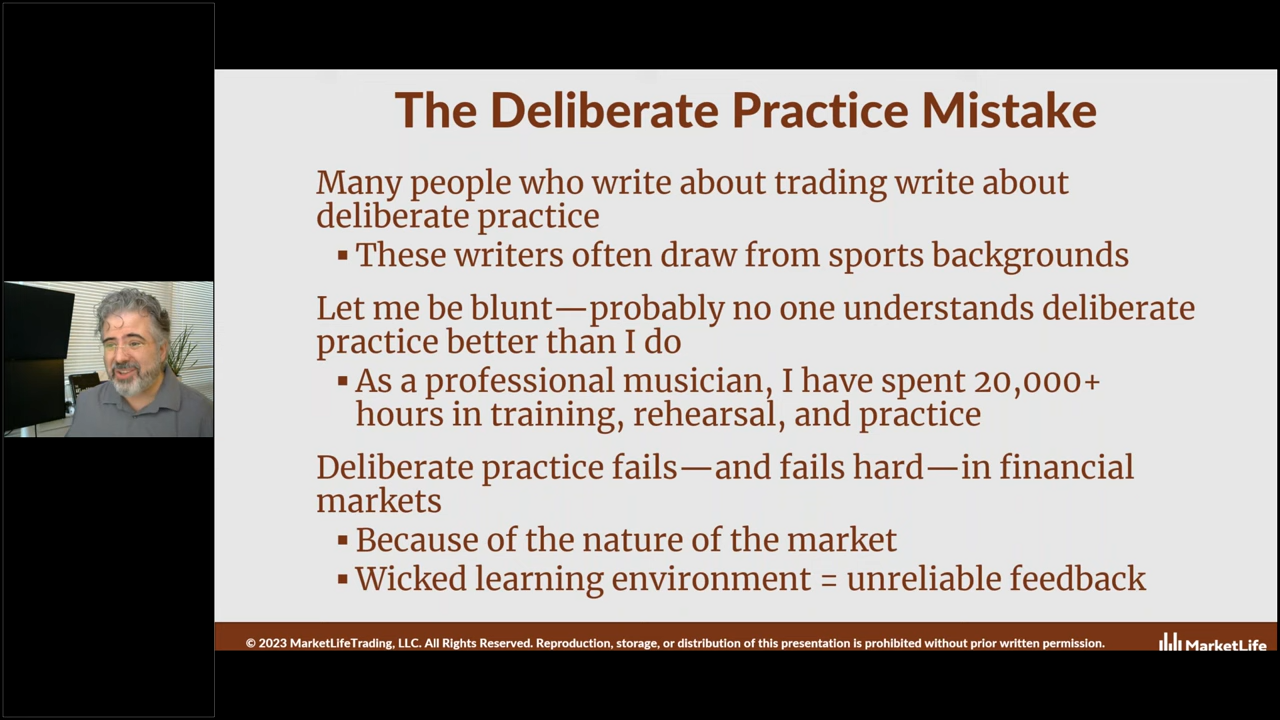 The Deliberate Practice Mistake
Many people who write about trading write about
deliberate practice
▪ These writers often draw from sports backgrounds
Let me be blunt—probably no one understands deliberate
practice better than I do
▪ As a professional musician, I have spent 20,000+
hours in training, rehearsal, and practice
Deliberate practice fails—and fails hard—in financial
markets
▪ Because of the nature of the market
▪ Wicked learning environment = unreliable feedback
© 2023 MarketLifeTrading, LLC. All Rights Reserved. Reproduction, storage, or distribution of this presentation is prohibited without prior written permission.
MarketLife